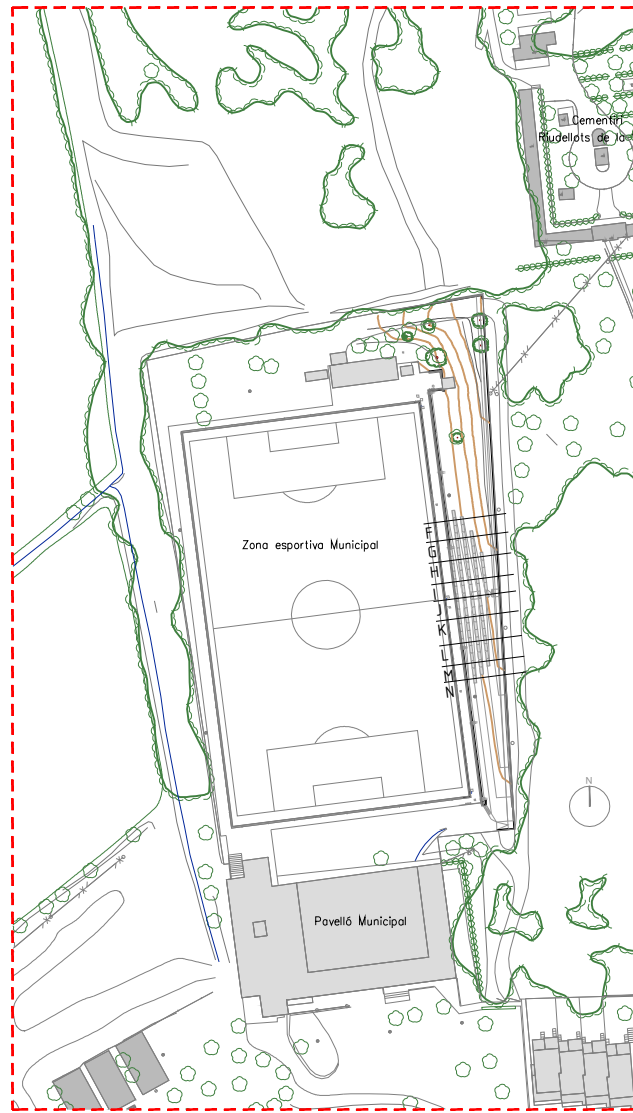 Cementiri
Riudellots de la
Zona esportiva Municipal
F
G
H
I
J
K
L
M
N
N
Pavelló Municipal